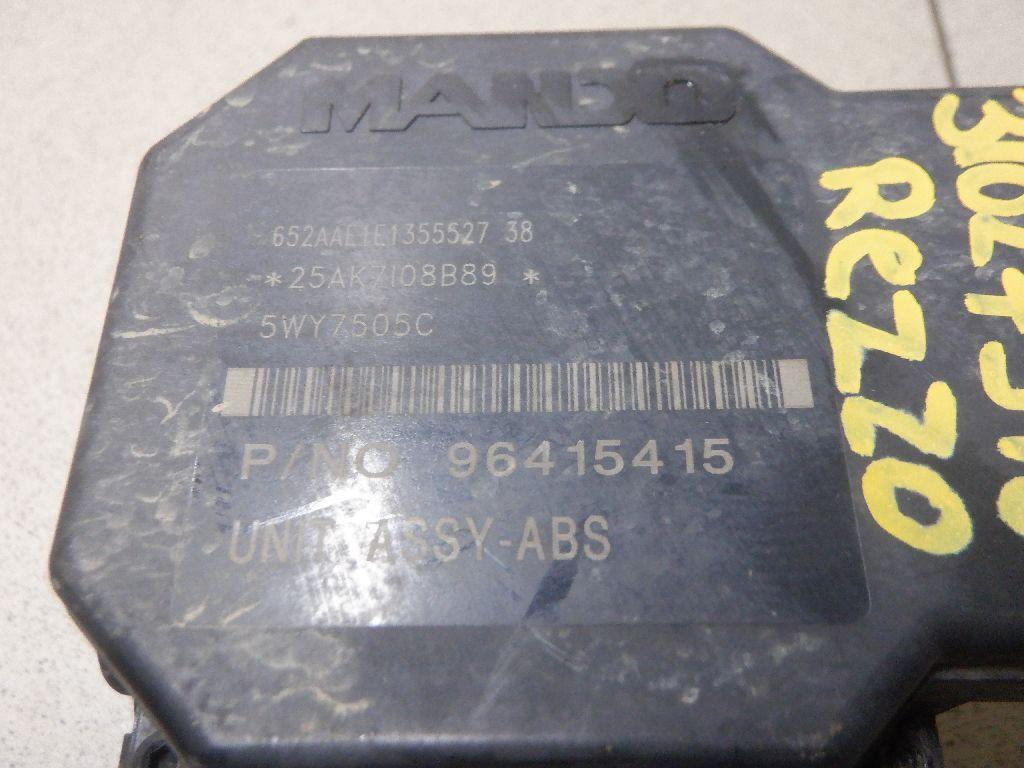 MANDO
652AAE1E1355527 38
*25AK7108B89 *
5WY7505C
P/NO 96415415
UNIT ASSY-ABS
ReZZO